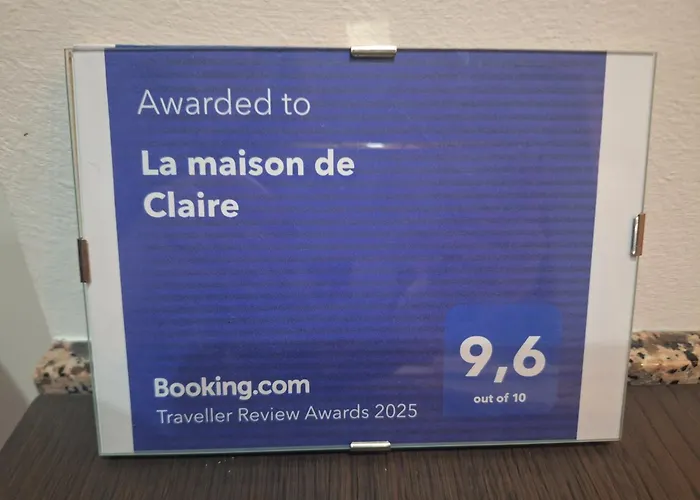 Awarded to
La maison de
Claire
9,6
out of 10
Booking.com
Traveller Review Awards 2025